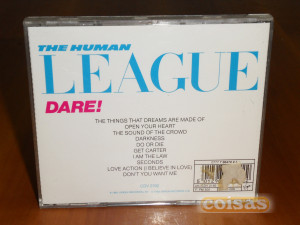 THE HUMAN
LEAGUE
DARE!
THE THINGS THAT DREAMS ARE MADE OF
OPEN YOUR HEART
THE SOUND OF THE CROWD
DARKNESS
DO OR DIE
GET CARTER
I AM THE LAW
SECONDS
LOVE ACTION (I BELIEVE IN LOVE)
DON'T YOU WANT ME
coisas